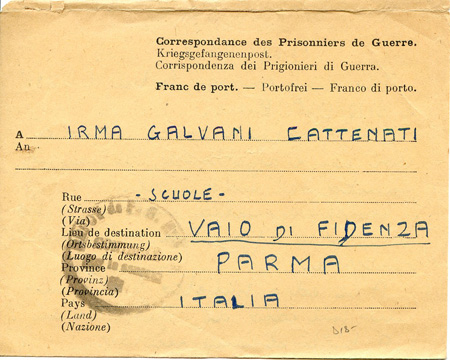 Correspondance des Prisonniers de Guerre.
Kriegsgefangenenpost.
Corrispondenza dei Prigionieri di Guerra.
Franc de port. — Portofrei — Franco di porto.
A IRMA GALVANI CATTENATI
An
Rue - SCUOLE -
(Strasse)
(Via)
Lieu de destination VAIO DI FIDENZA
(Ortsbestimmung)
(Luogo di destinazione)
Province PARMA
(Provinz)
(Provincia)
Pays ITALIA
(Land)
(Nazione)